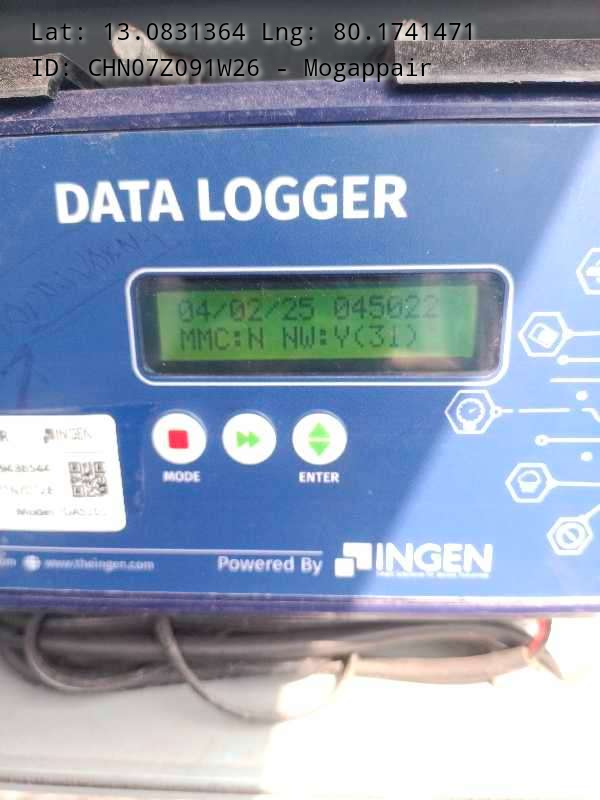 Lat: 13.0831364 Lng: 80.1741471
ID: CHN07Z091W26 - Mogappair
DATA LOGGER
04/02/25 045022
MMC:N NW:Y(31)
INGEN
MODE
ENTER
www.theingen.com
Powered By INGEN